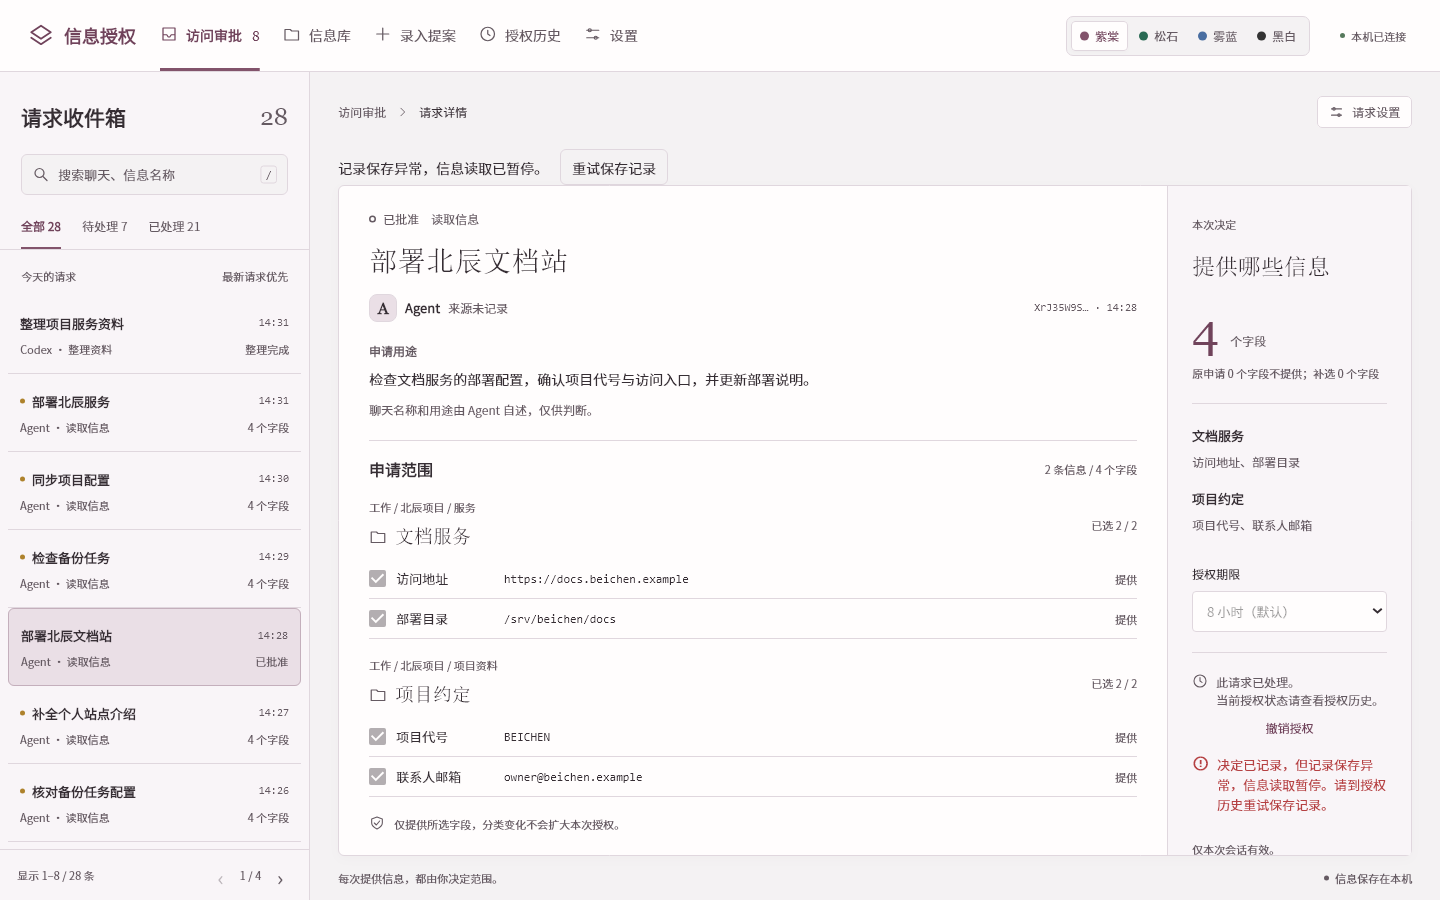 信息授权
访问审批 8
信息库
录入提案
授权历史
设置
紫棠
松石
雾蓝
黑白
本机已连接
请求收件箱 28
搜索聊天、信息名称 /
全部 28 待处理 7 已处理 21
今天的请求 最新请求优先
整理项目服务资料 14:31
Codex · 整理资料 整理完成
部署北辰服务 14:31
Agent · 读取信息 4 个字段
同步项目配置 14:30
Agent · 读取信息 4 个字段
检查备份任务 14:29
Agent · 读取信息 4 个字段
部署北辰文档站 14:28
Agent · 读取信息 已批准
补全个人站点介绍 14:27
Agent · 读取信息 4 个字段
核对备份任务配置 14:26
Agent · 读取信息 4 个字段
显示 1–8 / 28 条 ‹ 1 / 4 ›
访问审批 > 请求详情
请求设置
记录保存异常，信息读取已暂停。 重试保存记录
已批准 读取信息
部署北辰文档站
A Agent 来源未记录 XrJ35W9S… · 14:28
申请用途
检查文档服务的部署配置，确认项目代号与访问入口，并更新部署说明。
聊天名称和用途由 Agent 自述，仅供判断。
申请范围 2 条信息 / 4 个字段
工作 / 北辰项目 / 服务
文档服务 已选 2 / 2
访问地址 https://docs.beichen.example 提供
部署目录 /srv/beichen/docs 提供
工作 / 北辰项目 / 项目资料
项目约定 已选 2 / 2
项目代号 BEICHEN 提供
联系人邮箱 owner@beichen.example 提供
仅提供所选字段，分类变化不会扩大本次授权。
本次决定
提供哪些信息
4 个字段
原申请 0 个字段不提供；补选 0 个字段
文档服务
访问地址、部署目录
项目约定
项目代号、联系人邮箱
授权期限
8 小时（默认）
此请求已处理。
当前授权状态请查看授权历史。
撤销授权
决定已记录，但记录保存异
常，信息读取暂停。请到授权
历史重试保存记录。
仅本次会话有效。
每次提供信息，都由你决定范围。
信息保存在本机